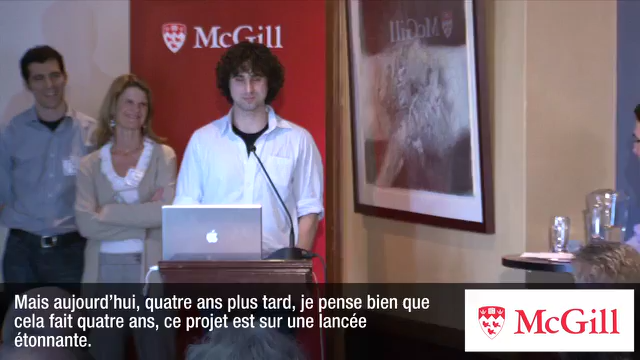 McGill
McGill
Mais aujourd'hui, quatre ans plus tard, je pense bien que
cela fait quatre ans, ce projet est sur une lancée
étonnante.
McGill